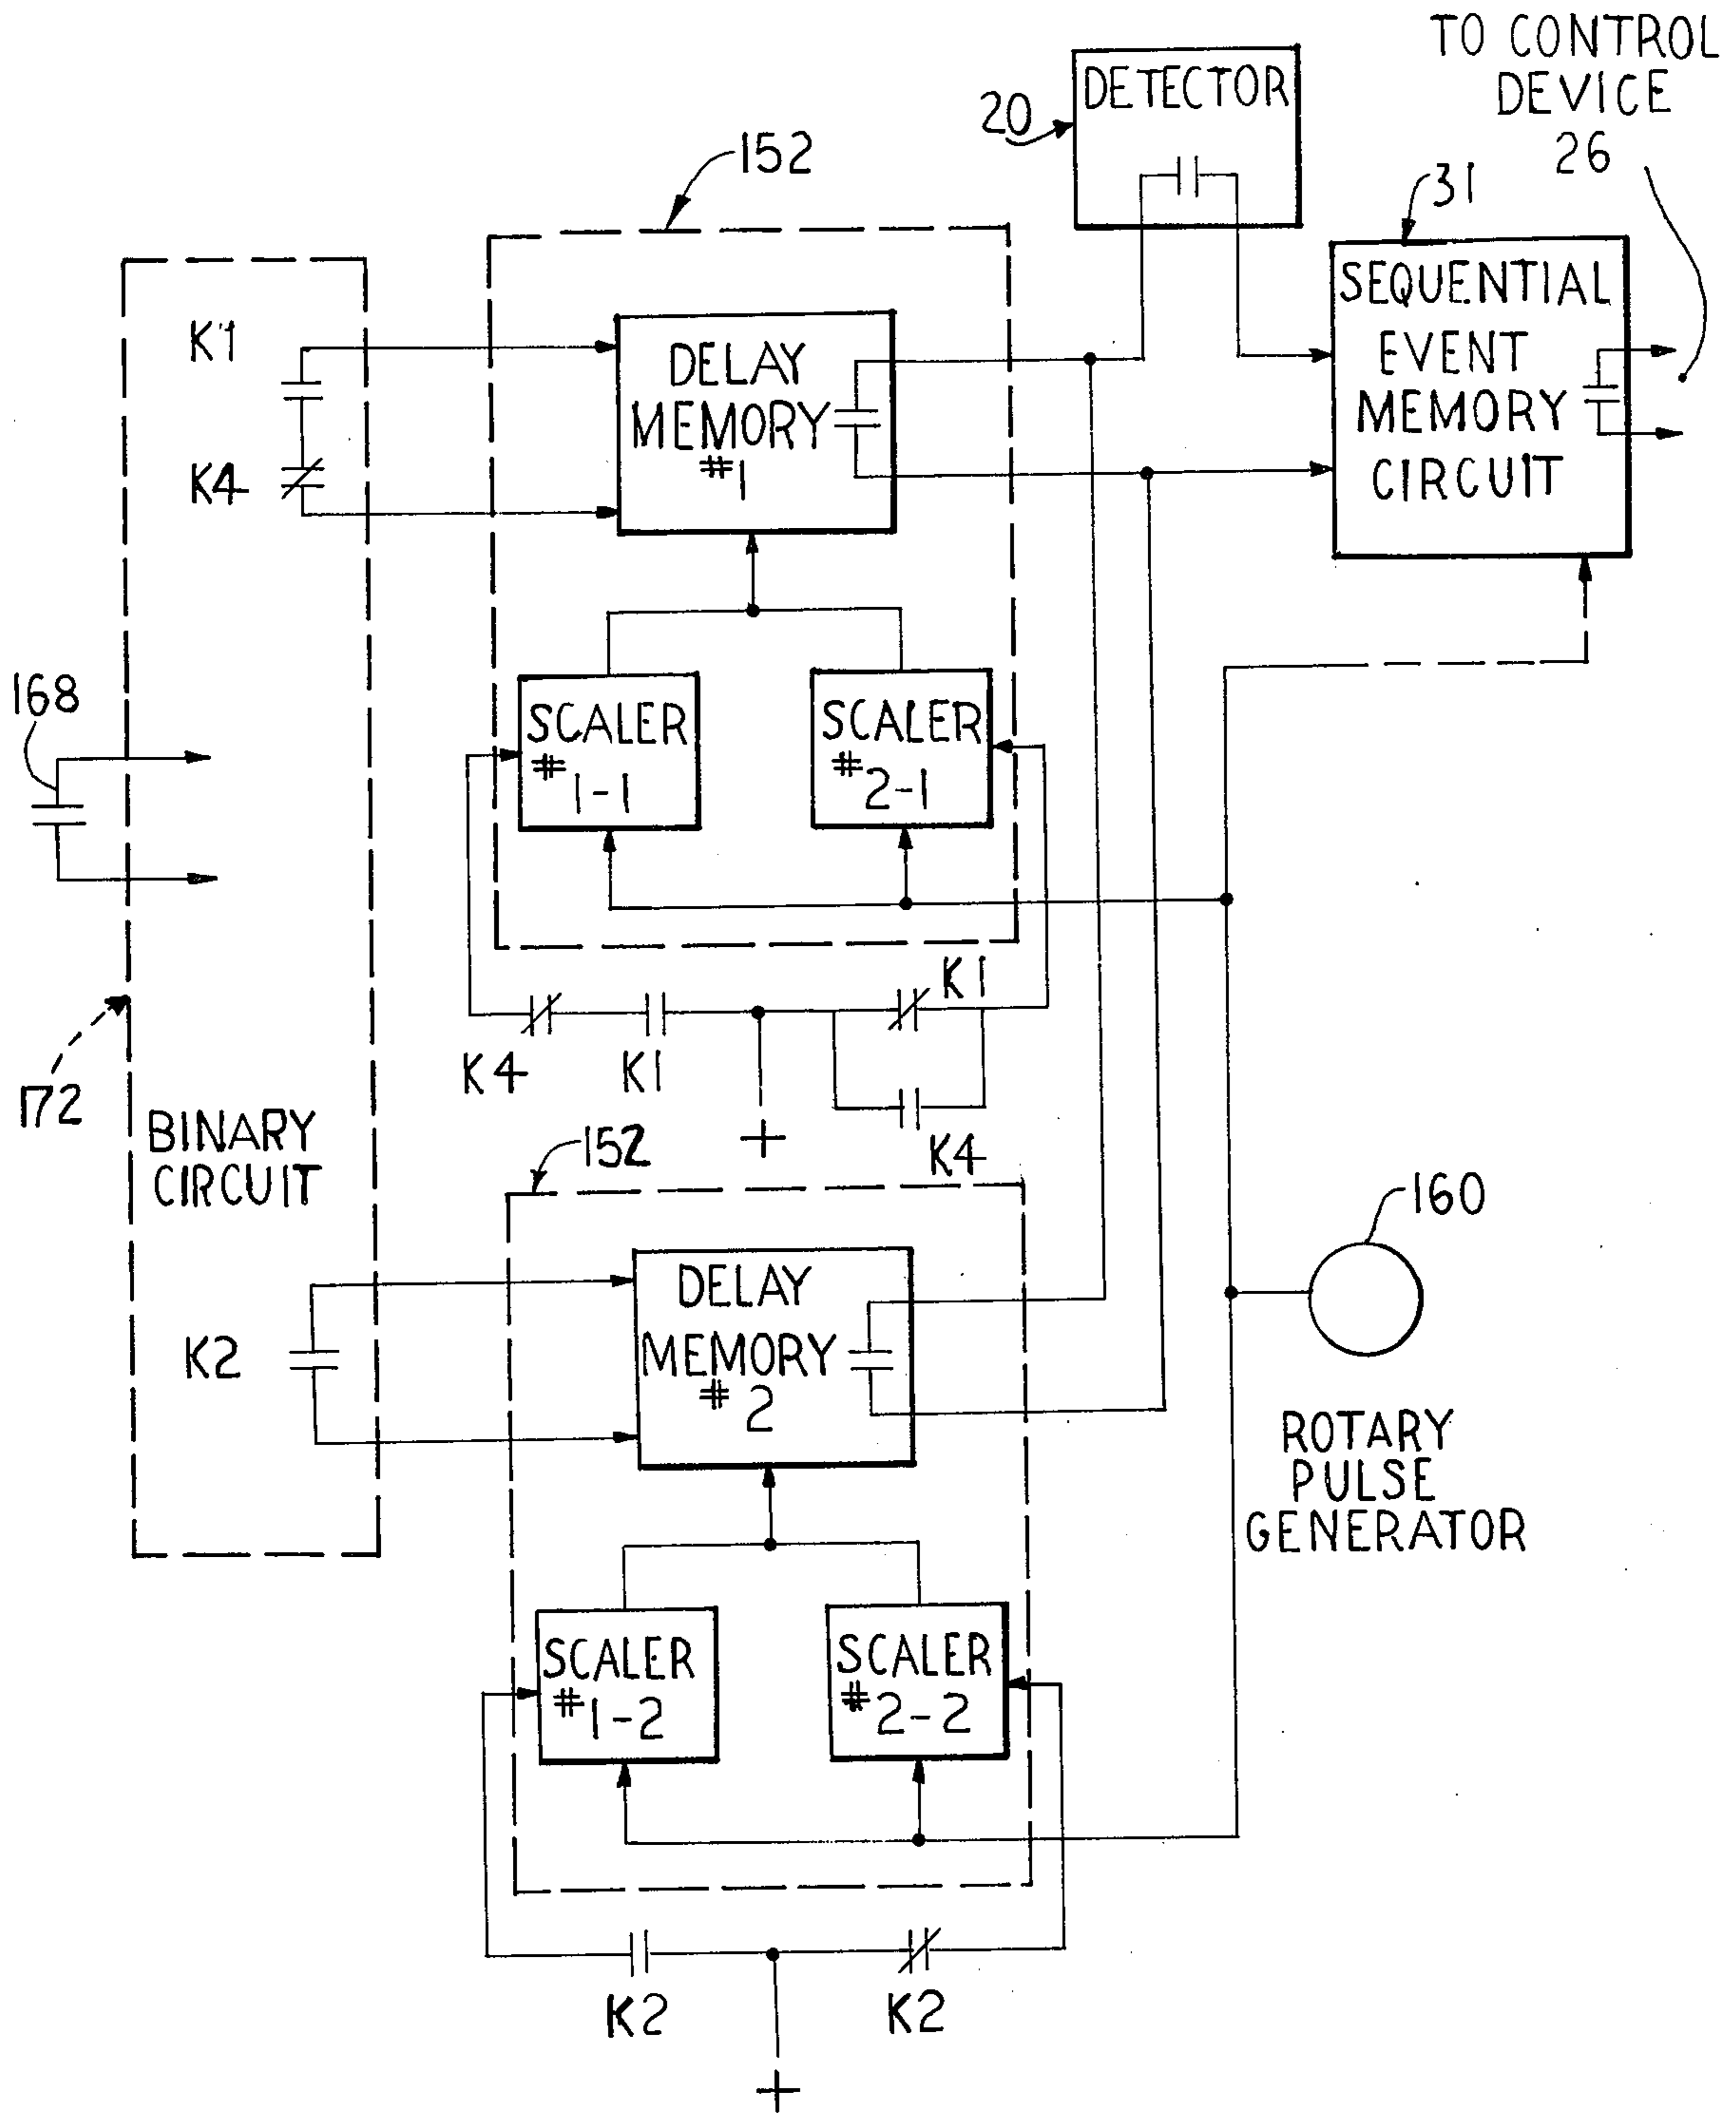 TO CONTROL
DEVICE
26
DETECTOR
20
152
31
SEQUENTIAL
EVENT
MEMORY
CIRCUIT
K1
K4
DELAY
MEMORY
#1
168
SCALER
#1-1
SCALER
#2-1
K4
K1
K1
K4
+
172
BINARY
CIRCUIT
152
160
ROTARY
PULSE
GENERATOR
K2
DELAY
MEMORY
#2
SCALER
#1-2
SCALER
#2-2
K2
K2
+